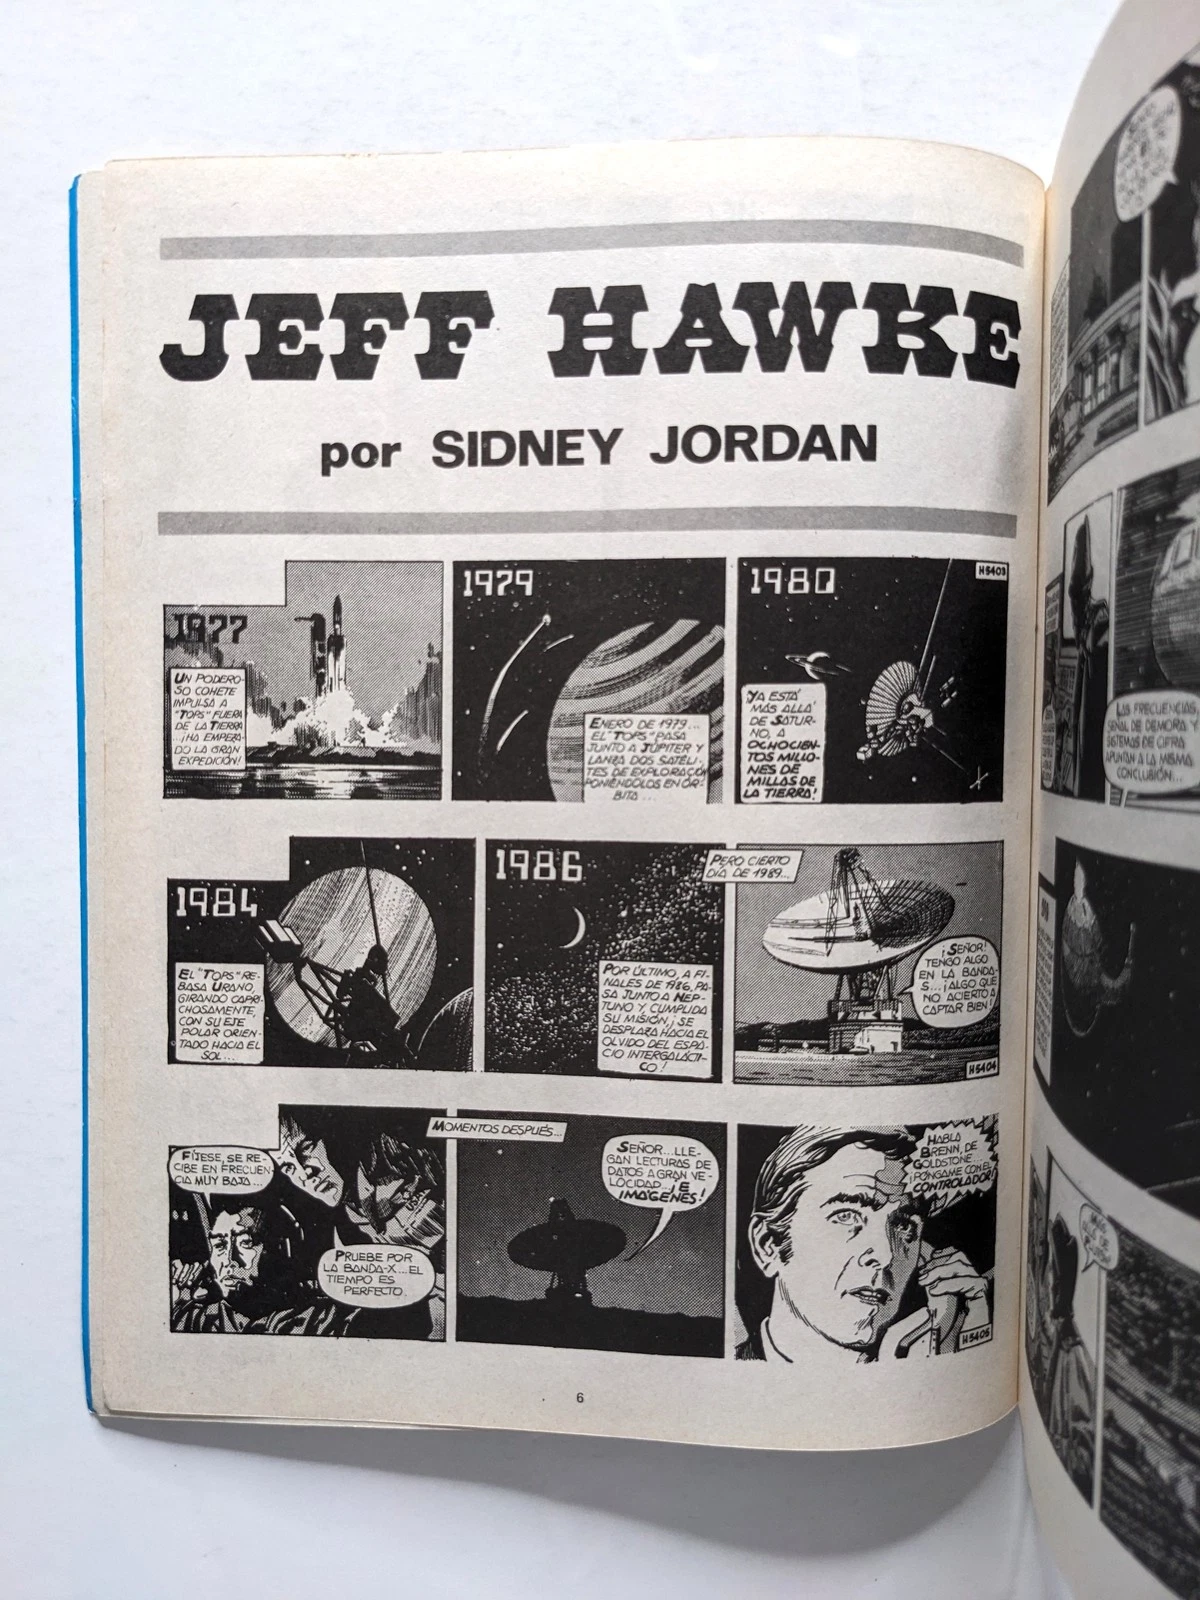 JEFF HAWKE
por SIDNEY JORDAN
1977
UN PODERO-
SO COHETE
IMPULSA A
"TOPS" FUERA
DE LA TIERRA
¡HA EMPEZA-
DO LA GRAN
EXPEDICIÓN!
1979
ENERO DE 1979...
EL "TOPS" PASA
JUNTO A JÚPITER Y
LANZA DOS SATÉLI-
TES DE EXPLORACIÓN
PONIÉNDOLOS EN ÓR-
BITA...
1980
H5403
YA ESTÁ
MÁS ALLÁ
DE SATUR-
NO, A
OCHOCIEN-
TOS MILLO-
NES DE
MILLAS DE
LA TIERRA!
1984
EL "TOPS" RE-
BASA URANO,
GIRANDO CAPRI-
CHOSAMENTE,
CON SU EJE
POLAR ORIEN-
TADO HACIA EL
SOL...
1986
POR ÚLTIMO, A FI-
NALES DE 1986, PA-
SA JUNTO A NEP-
TUNO Y, CUMPLIDA
SU MISIÓN, ¡SE
DESPLAZA HACIA EL
OLVIDO DEL ESPA-
CIO INTERGALÁCTI-
CO!
PERO CIERTO
DÍA DE 1989...
¡SEÑOR!
TENGO ALGO
EN LA BANDA-
S... ¡ALGO QUE
NO ACIERTO A
CAPTAR BIEN!
H5404
FÍJESE, SE RE-
CIBE EN FRECUEN-
CIA MUY BAJA...
PRUEBE POR
LA BANDA-X...EL
TIEMPO ES
PERFECTO.
MOMENTOS DESPUÉS...
SEÑOR...LLE-
GAN LECTURAS DE
DATOS A GRAN VE-
LOCIDAD...¡E
IMÁGENES!
HABLA
BRENN, DE
GOLDSTONE...
¡PÓNGAME CON EL
CONTROLADOR!
H5405
6
LAS FRECUENCIAS,
SEÑAL DE DEMORA Y
SISTEMAS DE CIFRA
APUNTAN A LA MISMA
CONCLUSIÓN...